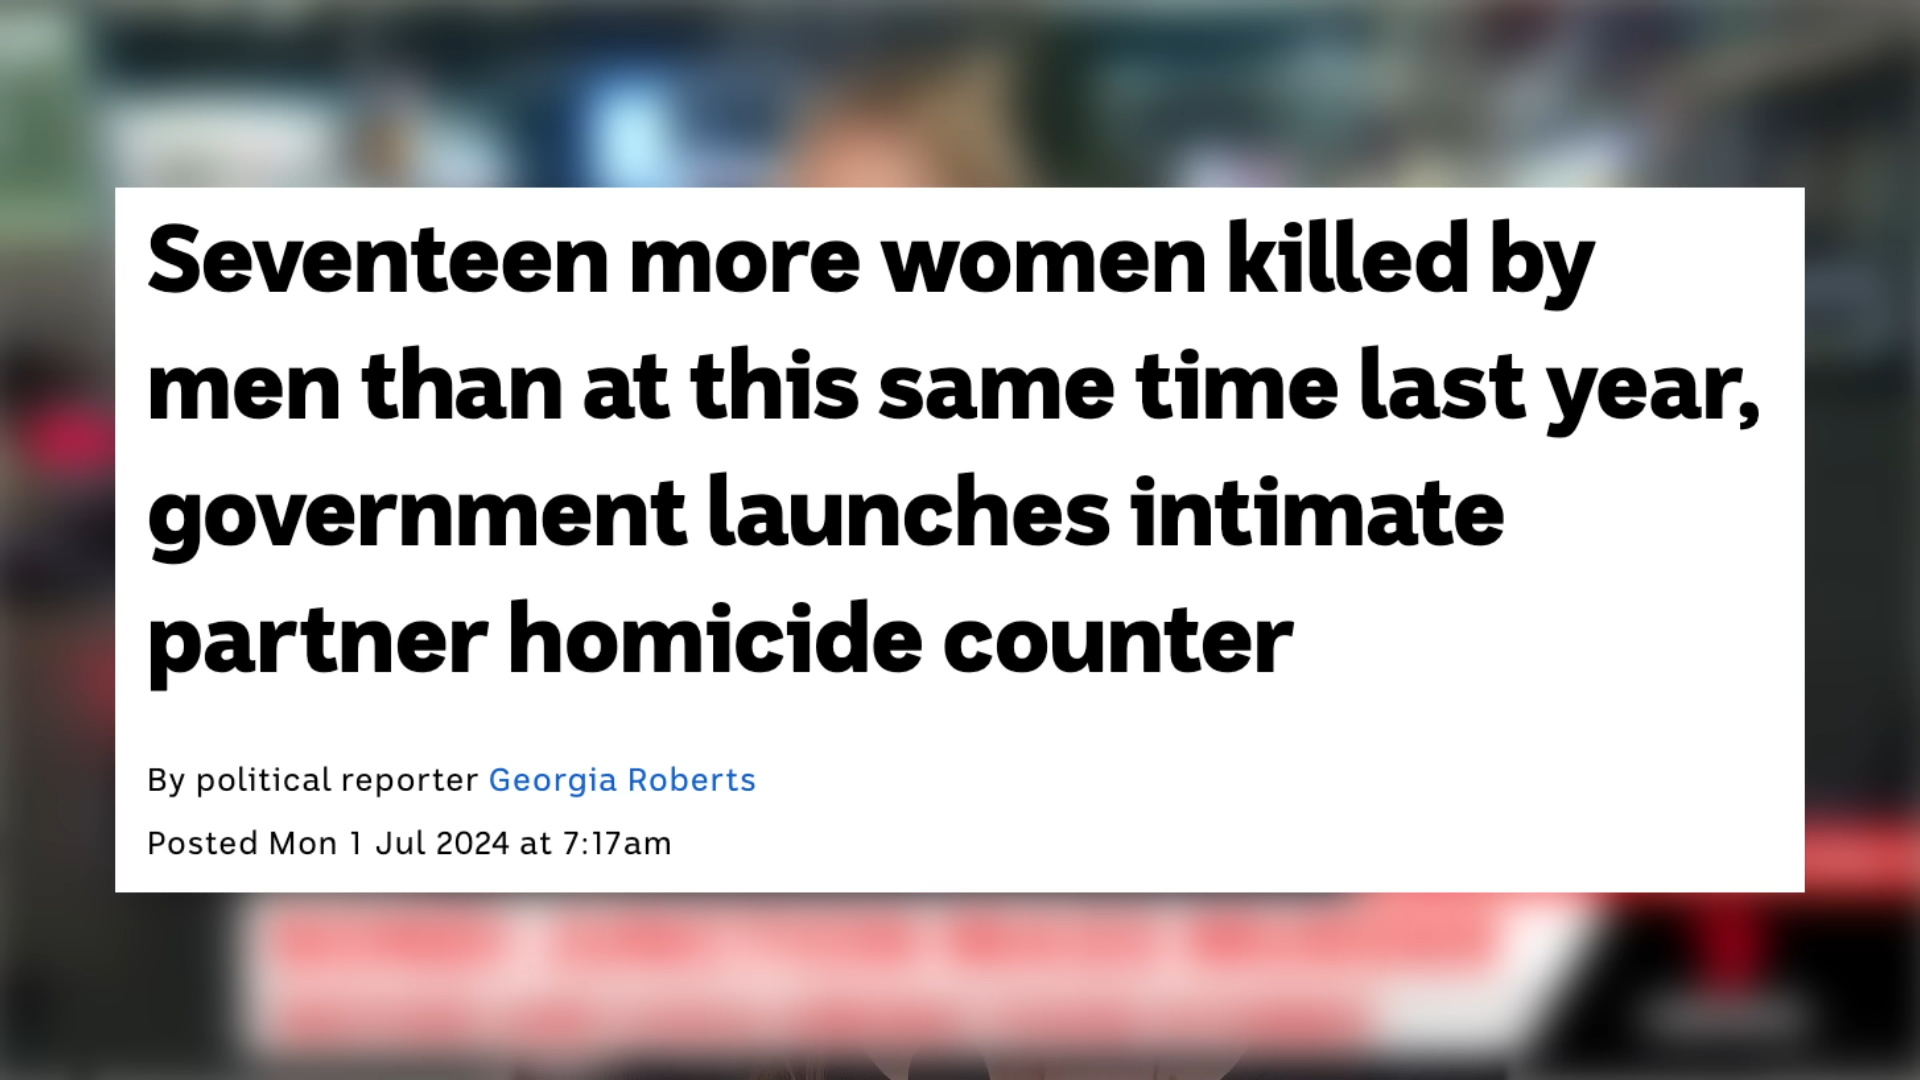 Seventeen more women killed by
men than at this same time last year,
government launches intimate
partner homicide counter
By political reporter Georgia Roberts
Posted Mon 1 Jul 2024 at 7:17am